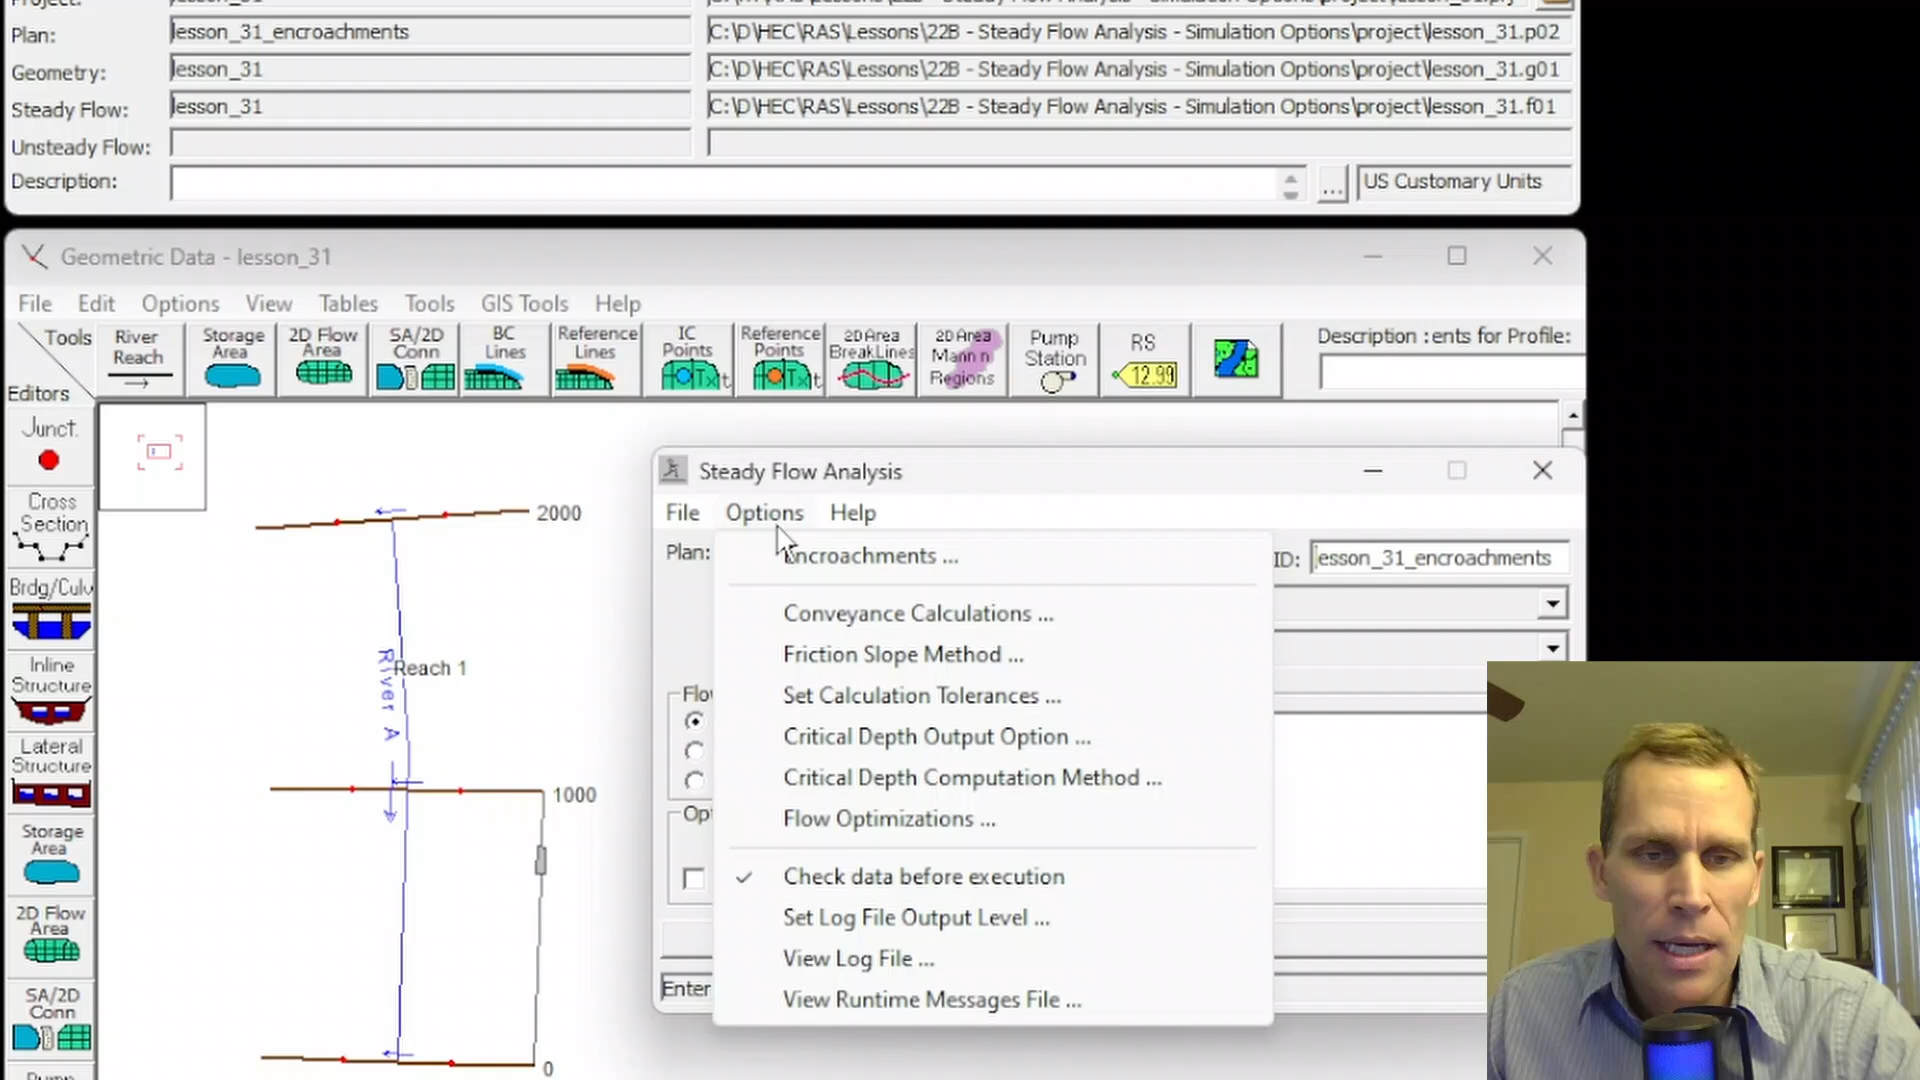 Project:
Plan:
lesson_31_encroachments
C:\D\HEC\RAS\Lessons\22B - Steady Flow Analysis - Simulation Options\project\lesson_31.p02
Geometry:
lesson_31
C:\D\HEC\RAS\Lessons\22B - Steady Flow Analysis - Simulation Options\project\lesson_31.g01
Steady Flow:
lesson_31
C:\D\HEC\RAS\Lessons\22B - Steady Flow Analysis - Simulation Options\project\lesson_31.f01
Unsteady Flow:
Description:
...
US Customary Units
Geometric Data - lesson_31
File Edit Options View Tables Tools GIS Tools Help
Tools
Editors
River
Reach
Storage
Area
2D Flow
Area
SA/2D
Conn
BC
Lines
Reference
Lines
IC
Points
Reference
Points
2D Area
BreakLines
2D Area
Mann n
Regions
Pump
Station
RS
12.99
Description :ents for Profile:
Junct.
Cross
Section
Brdg/Culv
Inline
Structure
Lateral
Structure
Storage
Area
2D Flow
Area
SA/2D
Conn
Pump
2000
Reach 1
River A
1000
0
Steady Flow Analysis
File Options Help
Plan:
ID:
lesson_31_encroachments
Encroachments ...
Conveyance Calculations ...
Friction Slope Method ...
Set Calculation Tolerances ...
Critical Depth Output Option ...
Critical Depth Computation Method ...
Flow Optimizations ...
Check data before execution
Set Log File Output Level ...
View Log File ...
View Runtime Messages File ...
Flo
Opt
Enter